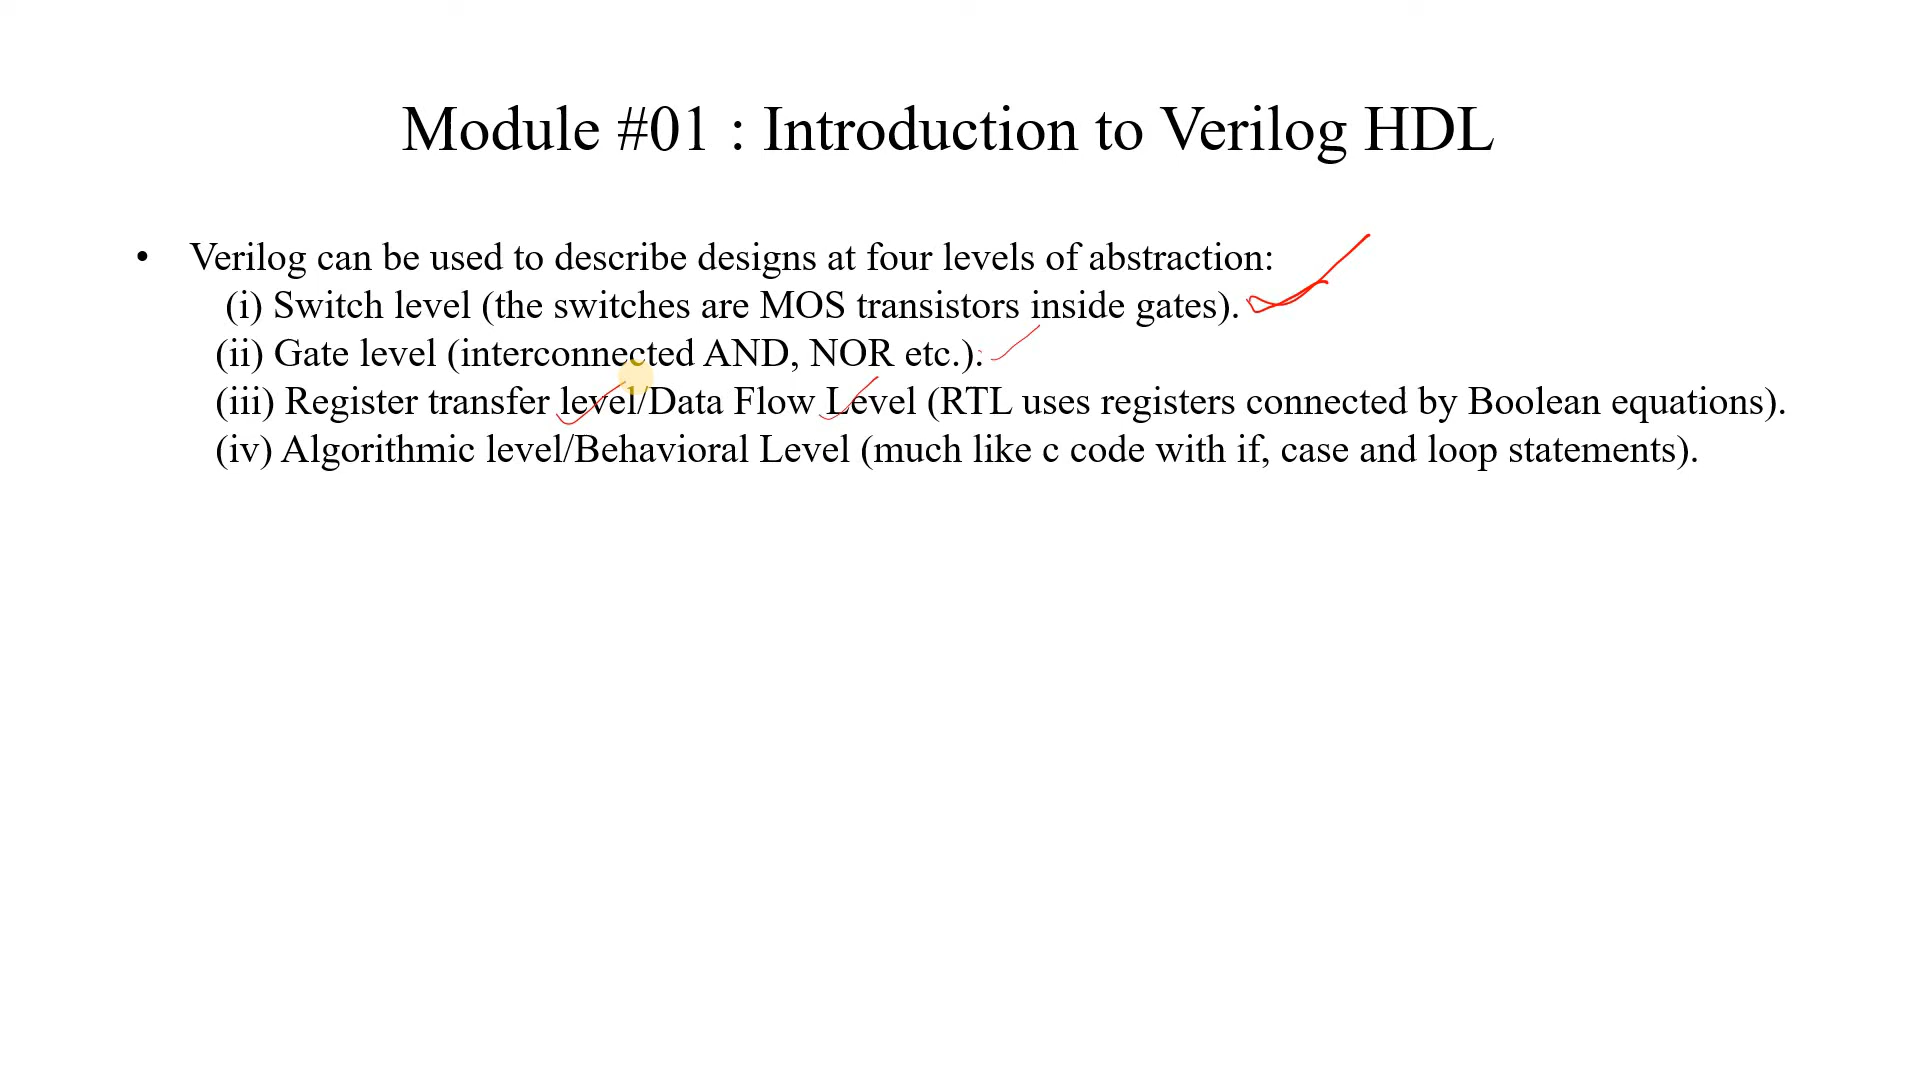 Module #01 : Introduction to Verilog HDL
• Verilog can be used to describe designs at four levels of abstraction:
(i) Switch level (the switches are MOS transistors inside gates).
(ii) Gate level (interconnected AND, NOR etc.).
(iii) Register transfer level/Data Flow Level (RTL uses registers connected by Boolean equations).
(iv) Algorithmic level/Behavioral Level (much like c code with if, case and loop statements).